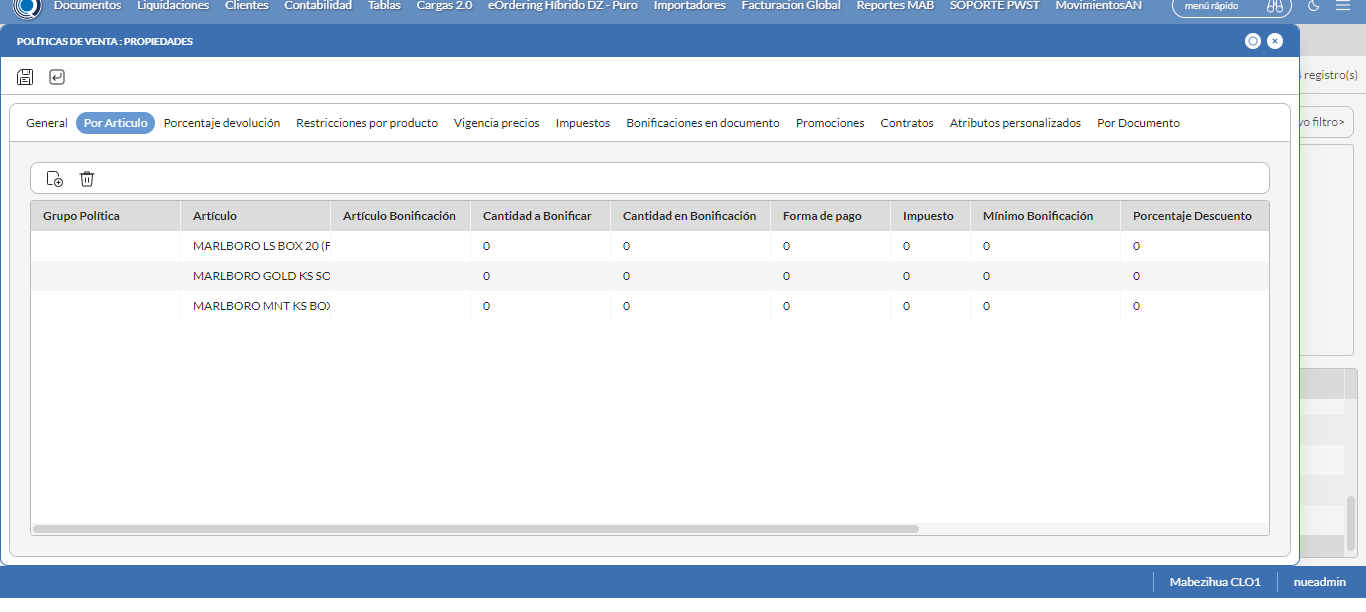 Documentos Liquidaciones Clientes Contabilidad Tablas Cargas 2.0 eOrdering Híbrido DZ - Puro Importadores Facturacion Global Reportes MAB SOPORTE PWST MovimientosAN menú rápido
POLÍTICAS DE VENTA : PROPIEDADES
registro(s)
General Por Articulo Porcentaje devolución Restricciones por producto Vigencia precios Impuestos Bonificaciones en documento Promociones Contratos Atributos personalizados Por Documento
vo filtro>
Grupo Política Artículo Artículo Bonificación Cantidad a Bonificar Cantidad en Bonificación Forma de pago Impuesto Mínimo Bonificación Porcentaje Descuento
MARLBORO LS BOX 20 (F 0 0 0 0 0 0
MARLBORO GOLD KS SO 0 0 0 0 0 0
MARLBORO MNT KS BOX 0 0 0 0 0 0
Mabezihua CLO1 nueadmin